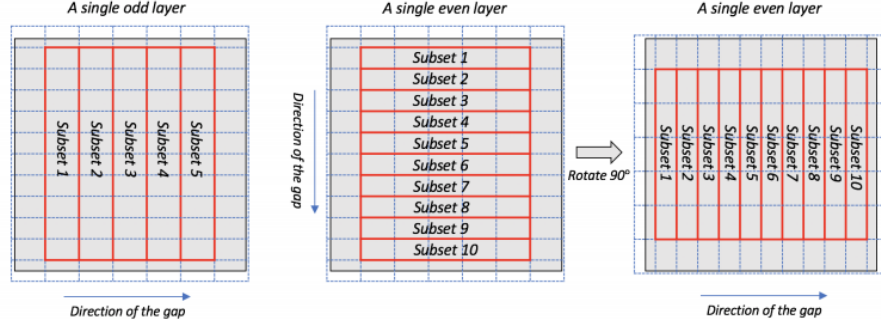 A single odd layer
Subset 1
Subset 2
Subset 3
Subset 4
Subset 5
Direction of the gap
A single even layer
Direction of the gap
Subset 1
Subset 2
Subset 3
Subset 4
Subset 5
Subset 6
Subset 7
Subset 8
Subset 9
Subset 10
Rotate 90°
A single even layer
Subset 1
Subset 2
Subset 3
Subset 4
Subset 5
Subset 6
Subset 7
Subset 8
Subset 9
Subset 10
Direction of the gap